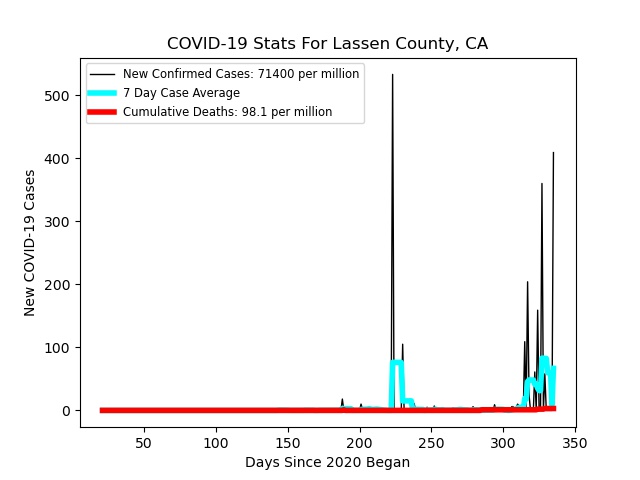 COVID-19 Stats For Lassen County, CA
New Confirmed Cases: 71400 per million
7 Day Case Average
Cumulative Deaths: 98.1 per million
New COVID-19 Cases
500
400
300
200
100
0
50 100 150 200 250 300 350
Days Since 2020 Began